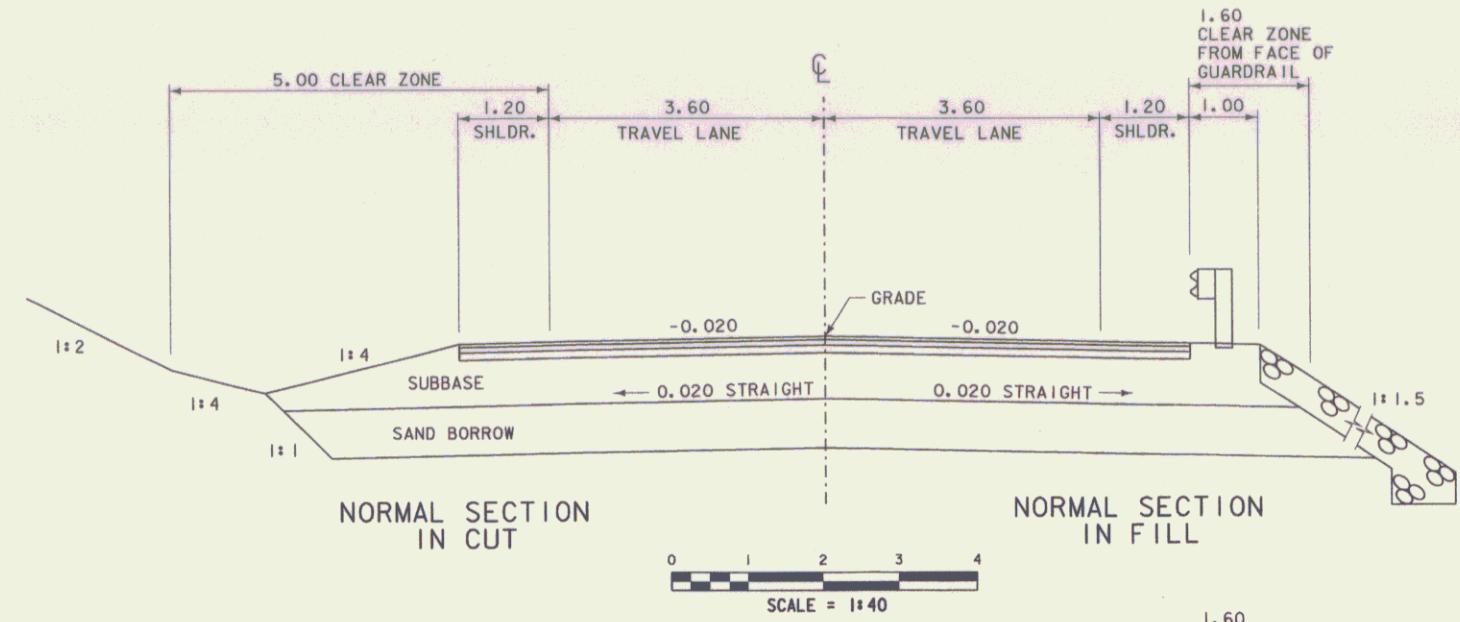 1.60
CLEAR ZONE
FROM FACE OF
GUARDRAIL
5.00 CLEAR ZONE
℄
1.20
SHLDR.
3.60
TRAVEL LANE
3.60
TRAVEL LANE
1.20
SHLDR.
1.00
GRADE
-0.020
-0.020
1:2
1:4
1:4
SUBBASE
0.020 STRAIGHT
0.020 STRAIGHT
1:1.5
SAND BORROW
1:1
NORMAL SECTION
IN CUT
NORMAL SECTION
IN FILL
0 1 2 3 4
SCALE = 1:40
1.60